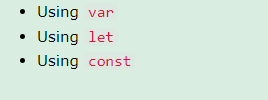 • Using var
• Using let
• Using const